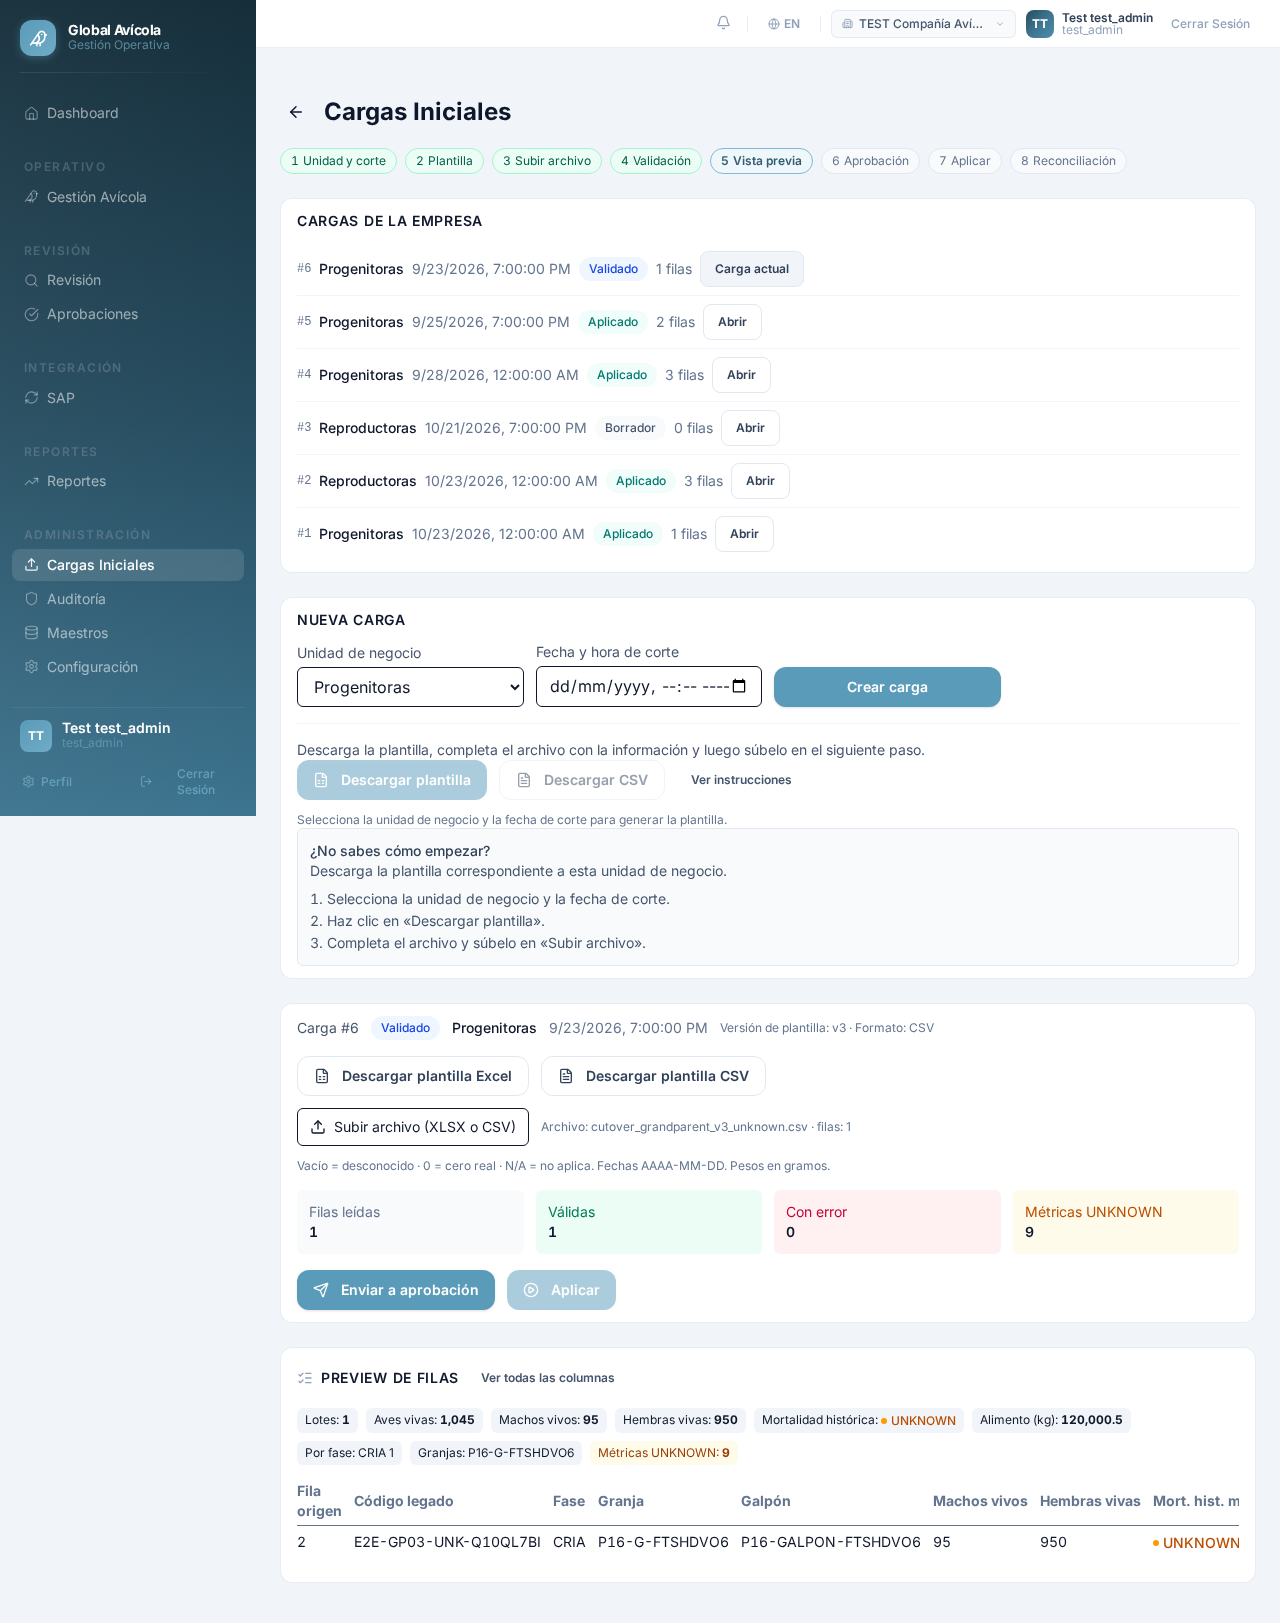 Global Avícola
Gestión Operativa
EN
TEST Compañía Aví...
TT
Test test_admin
test_admin
Cerrar Sesión
Dashboard
OPERATIVO
Gestión Avícola
REVISIÓN
Revisión
Aprobaciones
INTEGRACIÓN
SAP
REPORTES
Reportes
ADMINISTRACIÓN
Cargas Iniciales
Auditoría
Maestros
Configuración
TT
Test test_admin
test_admin
Perfil
Cerrar
Sesión
Cargas Iniciales
1 Unidad y corte
2 Plantilla
3 Subir archivo
4 Validación
5 Vista previa
6 Aprobación
7 Aplicar
8 Reconciliación
CARGAS DE LA EMPRESA
#6 Progenitoras 9/23/2026, 7:00:00 PM Validado 1 filas Carga actual
#5 Progenitoras 9/25/2026, 7:00:00 PM Aplicado 2 filas Abrir
#4 Progenitoras 9/28/2026, 12:00:00 AM Aplicado 3 filas Abrir
#3 Reproductoras 10/21/2026, 7:00:00 PM Borrador 0 filas Abrir
#2 Reproductoras 10/23/2026, 12:00:00 AM Aplicado 3 filas Abrir
#1 Progenitoras 10/23/2026, 12:00:00 AM Aplicado 1 filas Abrir
NUEVA CARGA
Unidad de negocio
Progenitoras
Fecha y hora de corte
dd/mm/yyyy, --:-- ----
Crear carga
Descarga la plantilla, completa el archivo con la información y luego súbelo en el siguiente paso.
Descargar plantilla
Descargar CSV
Ver instrucciones
Selecciona la unidad de negocio y la fecha de corte para generar la plantilla.
¿No sabes cómo empezar?
Descarga la plantilla correspondiente a esta unidad de negocio.
1. Selecciona la unidad de negocio y la fecha de corte.
2. Haz clic en «Descargar plantilla».
3. Completa el archivo y súbelo en «Subir archivo».
Carga #6 Validado Progenitoras 9/23/2026, 7:00:00 PM Versión de plantilla: v3 · Formato: CSV
Descargar plantilla Excel
Descargar plantilla CSV
Subir archivo (XLSX o CSV)
Archivo: cutover_grandparent_v3_unknown.csv · filas: 1
Vacío = desconocido · 0 = cero real · N/A = no aplica. Fechas AAAA-MM-DD. Pesos en gramos.
Filas leídas
1
Válidas
1
Con error
0
Métricas UNKNOWN
9
Enviar a aprobación
Aplicar
PREVIEW DE FILAS
Ver todas las columnas
Lotes: 1
Aves vivas: 1,045
Machos vivos: 95
Hembras vivas: 950
Mortalidad histórica: UNKNOWN
Alimento (kg): 120,000.5
Por fase: CRIA 1
Granjas: P16-G-FTSHDVO6
Métricas UNKNOWN: 9
Fila origen Código legado Fase Granja Galpón Machos vivos Hembras vivas Mort. hist. m
2 E2E-GP03-UNK-Q10QL7BI CRIA P16-G-FTSHDVO6 P16-GALPON-FTSHDVO6 95 950 UNKNOWN